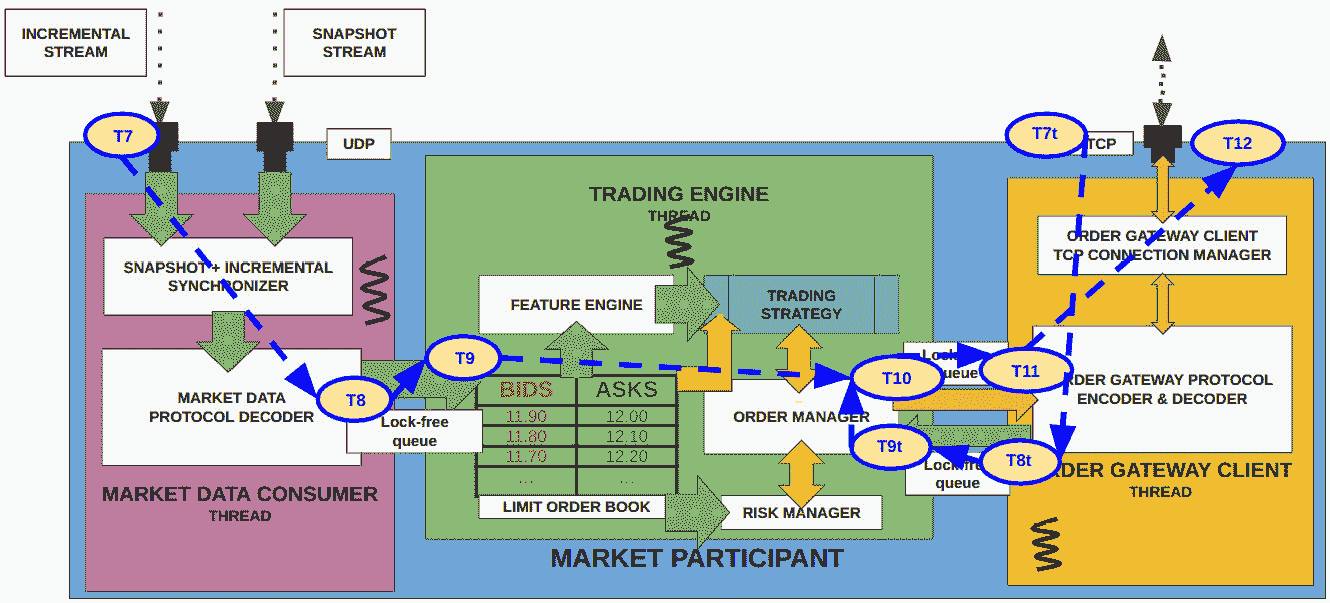 INCREMENTAL
STREAM
SNAPSHOT
STREAM
T7
UDP
T7t
TCP
T12
TRADING ENGINE
THREAD
SNAPSHOT + INCREMENTAL
SYNCHRONIZER
ORDER GATEWAY CLIENT
TCP CONNECTION MANAGER
FEATURE ENGINE
TRADING
STRATEGY
MARKET DATA
PROTOCOL DECODER
T8
T9
Lock-free
queue
BIDS ASKS
11.90 12.00
11.80 12.10
11.70 12.20
... ...
LIMIT ORDER BOOK
ORDER MANAGER
RISK MANAGER
T10
Lock-
queue
T11
T9t
T8t
Lock-free
queue
RDER GATEWAY PROTOCOL
ENCODER & DECODER
RDER GATEWAY CLIENT
THREAD
MARKET DATA CONSUMER
THREAD
MARKET PARTICIPANT